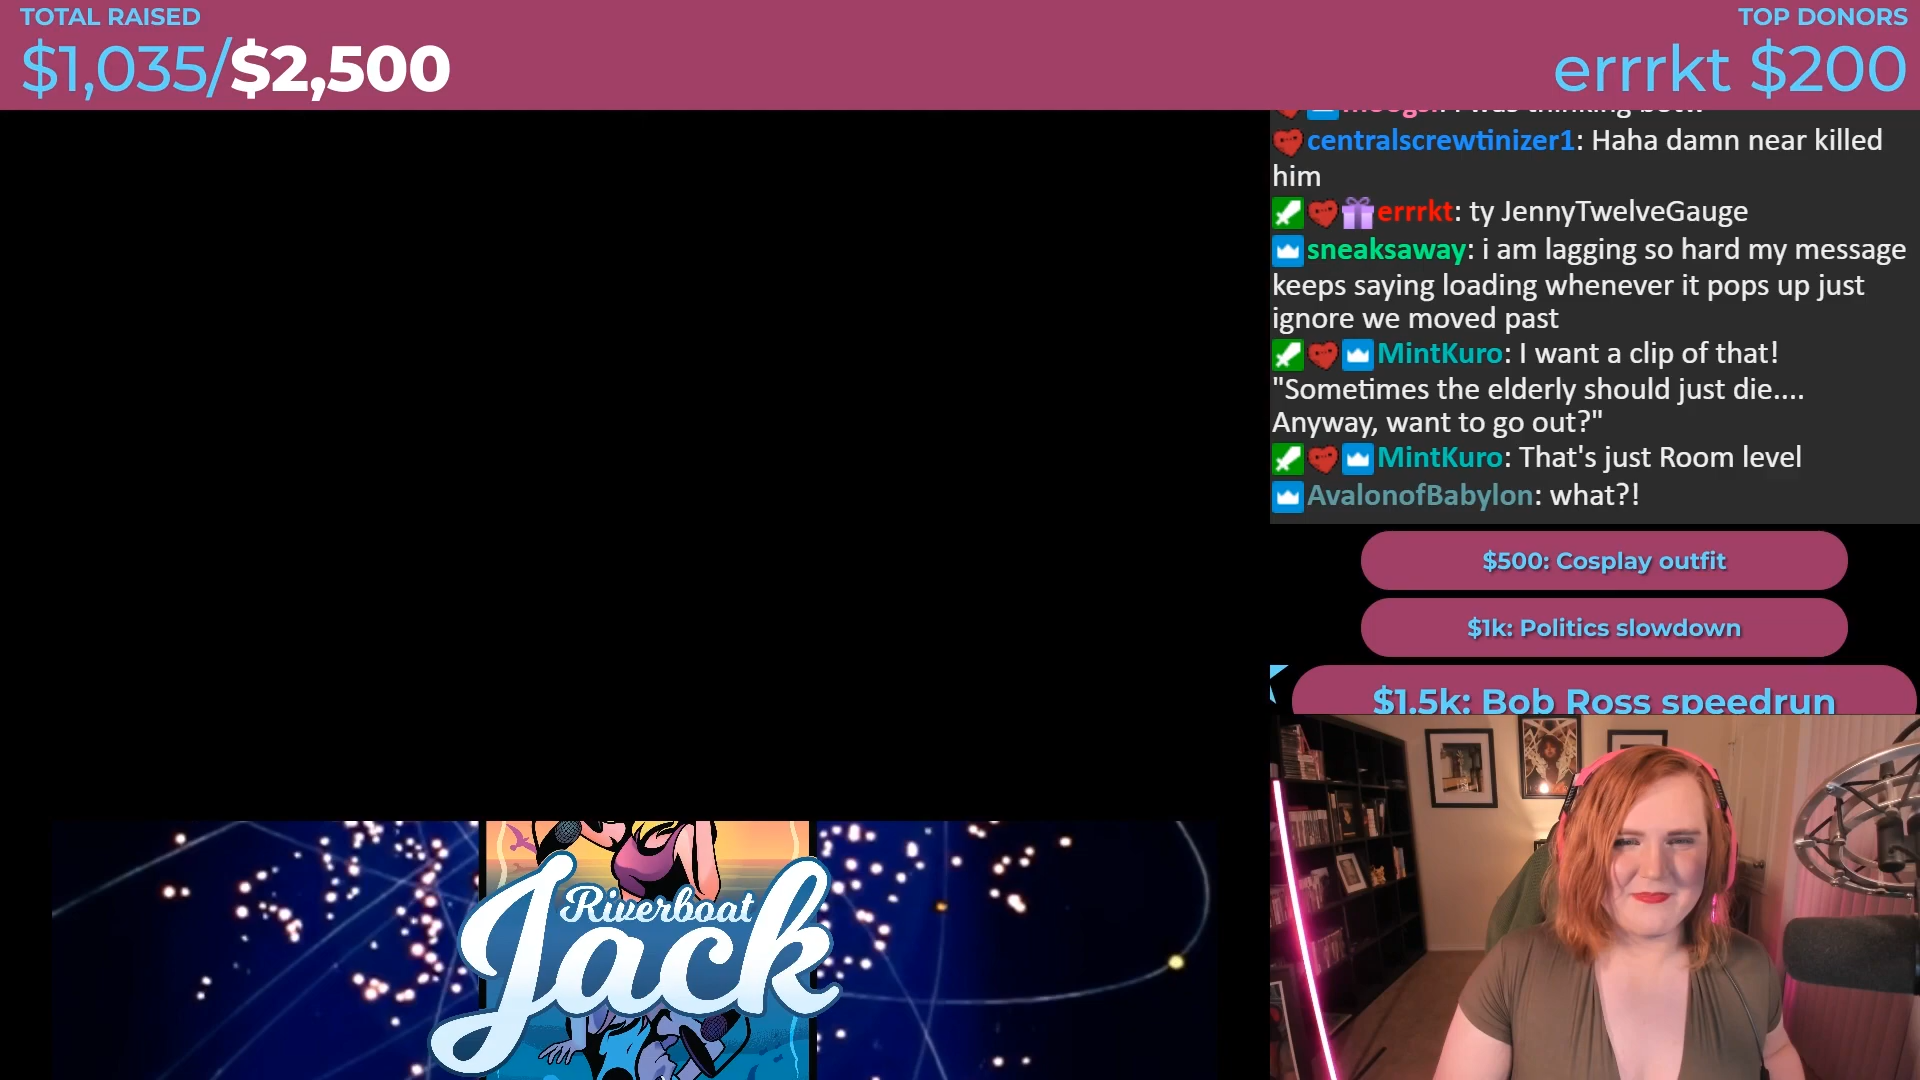 TOTAL RAISED
$1,035/$2,500
TOP DONORS
errrkt $200
centralscrewtinizer1: Haha damn near killed
him
errrkt: ty JennyTwelveGauge
sneaksaway: i am lagging so hard my message
keeps saying loading whenever it pops up just
ignore we moved past
MintKuro: I want a clip of that!
"Sometimes the elderly should just die....
Anyway, want to go out?"
MintKuro: That's just Room level
AvalonofBabylon: what?!
$500: Cosplay outfit
$1k: Politics slowdown
$1.5k: Bob Ross speedrun
Riverboat
Jack